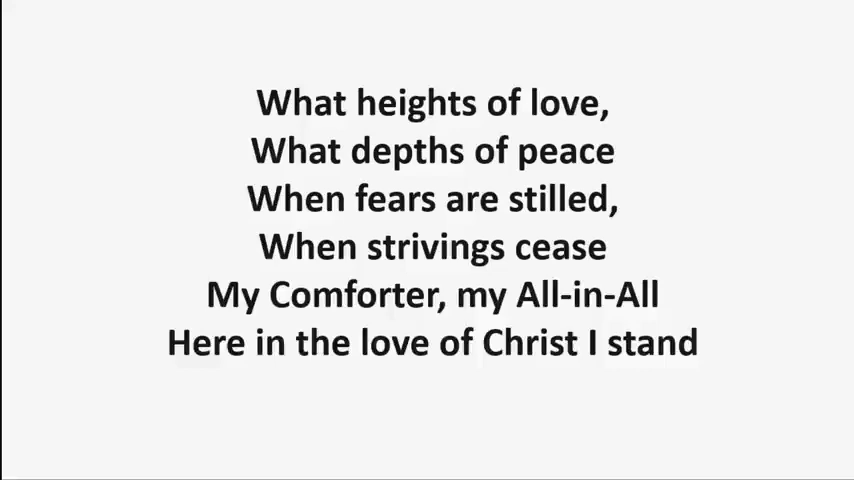 What heights of love,
What depths of peace
When fears are stilled,
When strivings cease
My Comforter, my All-in-All
Here in the love of Christ I stand